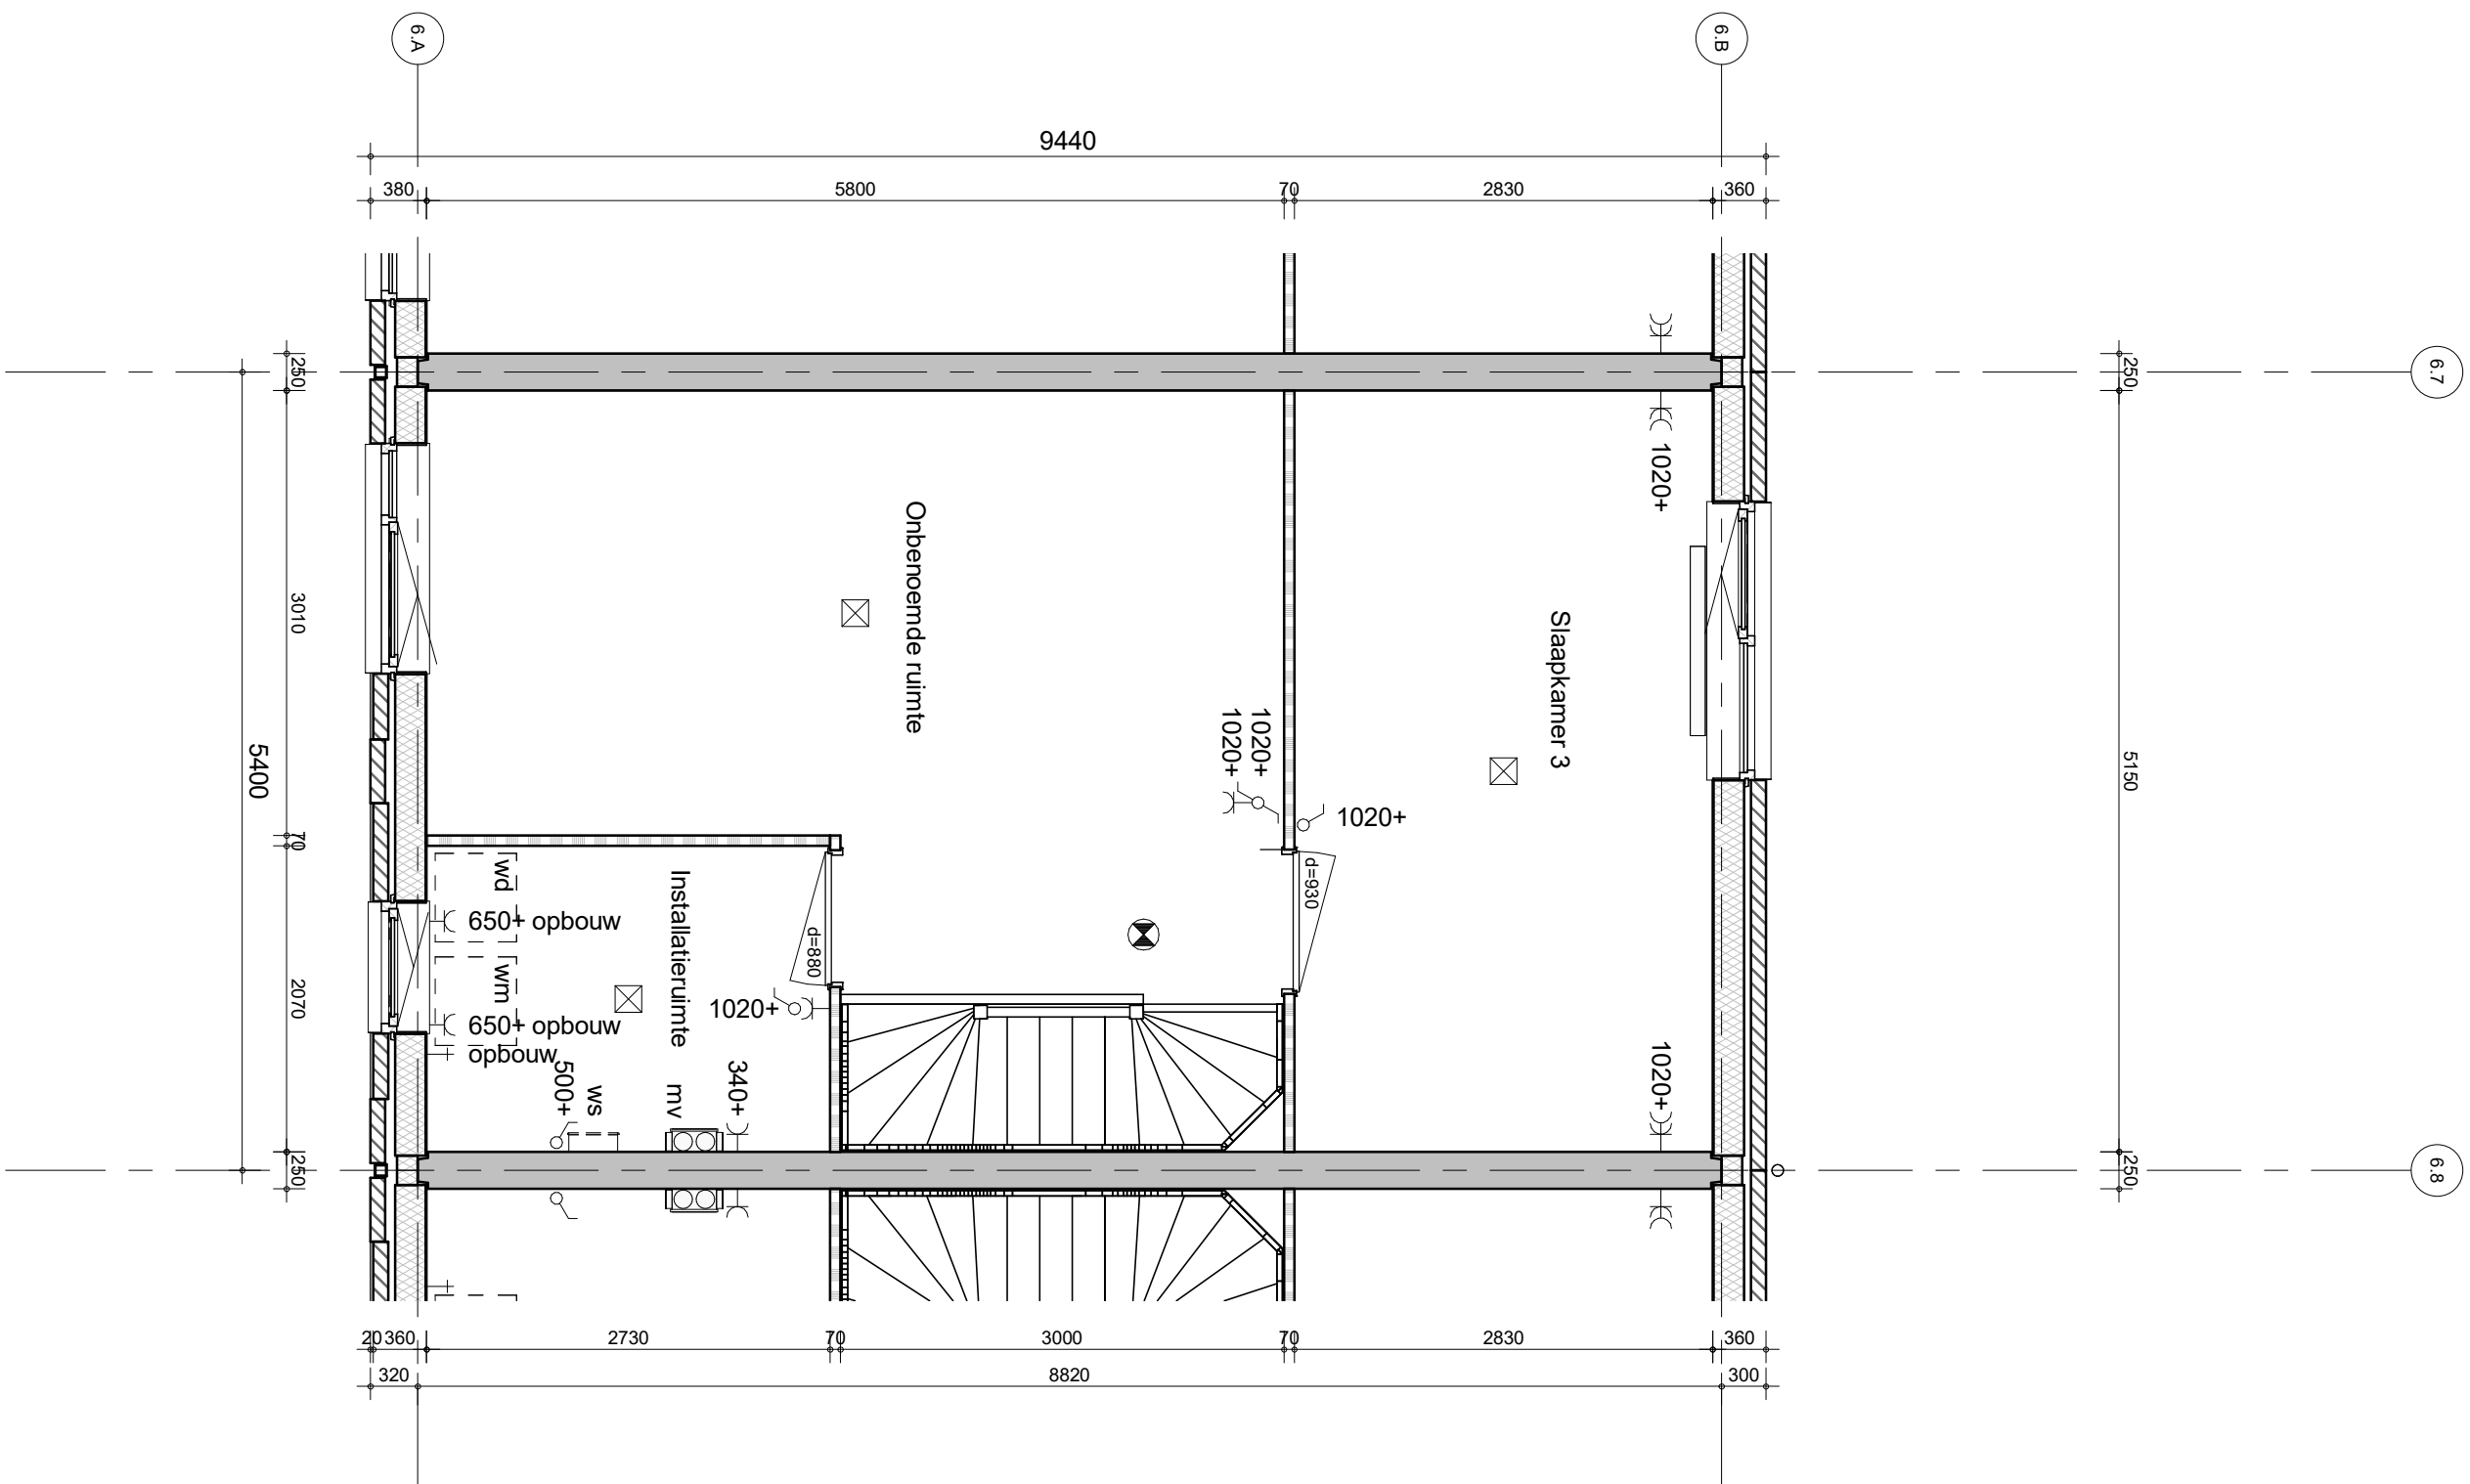 6.A
6.B
9440
380
5800
70
2830
360
250
250
6.7
1020+
3010
Onbenoemde ruimte
Slaapkamer 3
1020+
1020+
1020+
5400
5150
70
d=930
wd
650+ opbouw
Installatieruimte
d=880
wm
2070
1020+
650+ opbouw
opbouw
500+
ws
mv
340+
1020+
250
250
6.8
20
360
2730
70
3000
70
2830
360
320
8820
300